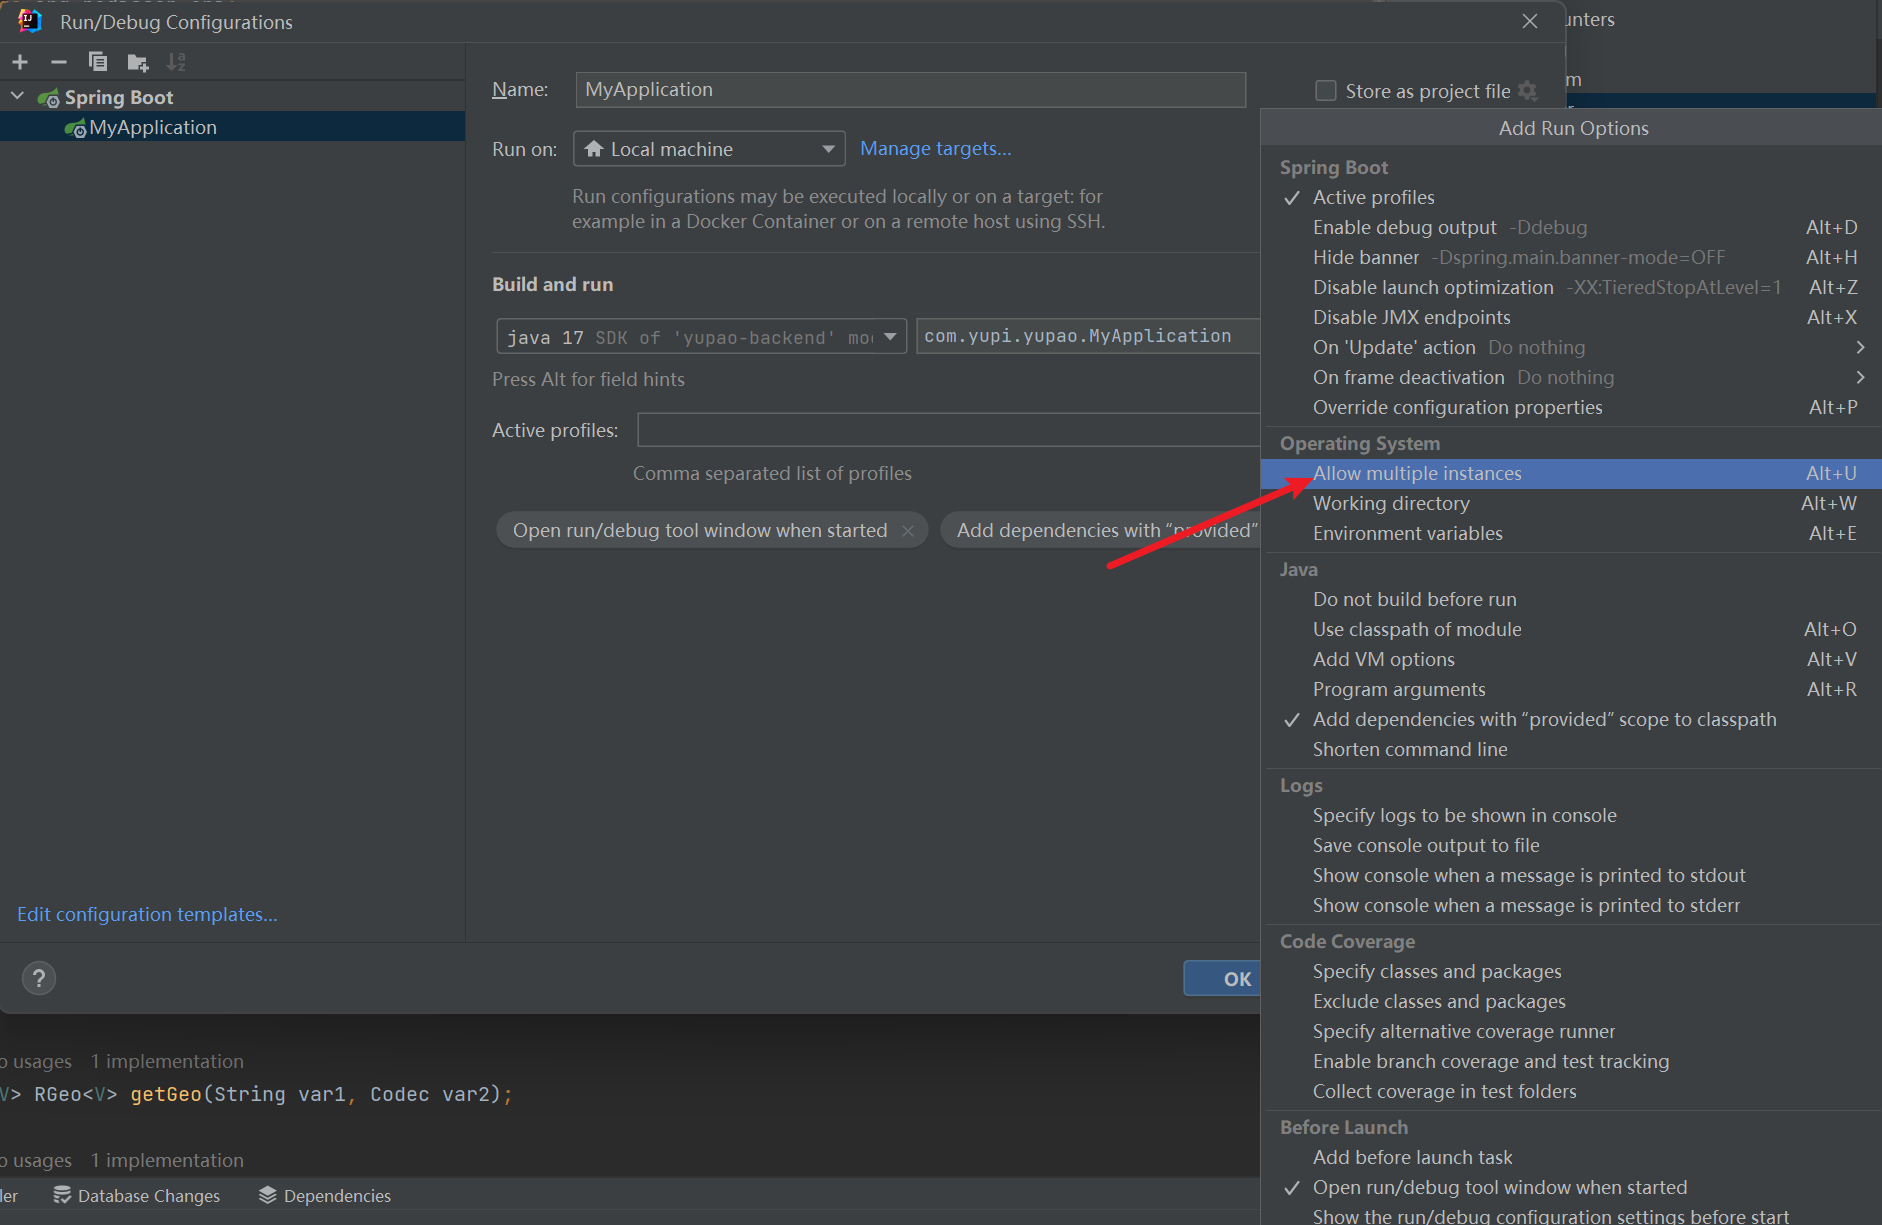 Run/Debug Configurations
Spring Boot
MyApplication
Name: MyApplication
Store as project file
Run on: Local machine Manage targets...
Run configurations may be executed locally or on a target: for
example in a Docker Container or on a remote host using SSH.
Build and run
java 17 SDK of 'yupao-backend' com.yupi.yupao.MyApplication
Press Alt for field hints
Active profiles:
Comma separated list of profiles
Open run/debug tool window when started Add dependencies with “provided”
Edit configuration templates...
? OK
Add Run Options
Spring Boot
Active profiles
Enable debug output -Ddebug Alt+D
Hide banner -Dspring.main.banner-mode=OFF Alt+H
Disable launch optimization -XX:TieredStopAtLevel=1 Alt+Z
Disable JMX endpoints Alt+X
On 'Update' action Do nothing
On frame deactivation Do nothing
Override configuration properties Alt+P
Operating System
Allow multiple instances Alt+U
Working directory Alt+W
Environment variables Alt+E
Java
Do not build before run
Use classpath of module Alt+O
Add VM options Alt+V
Program arguments Alt+R
Add dependencies with “provided” scope to classpath
Shorten command line
Logs
Specify logs to be shown in console
Save console output to file
Show console when a message is printed to stdout
Show console when a message is printed to stderr
Code Coverage
Specify classes and packages
Exclude classes and packages
Specify alternative coverage runner
Enable branch coverage and test tracking
Collect coverage in test folders
Before Launch
Add before launch task
Open run/debug tool window when started
Show the run/debug configuration settings before start
usages 1 implementation
V> RGeo<V> getGeo(String var1, Codec var2);
usages 1 implementation
Database Changes Dependencies